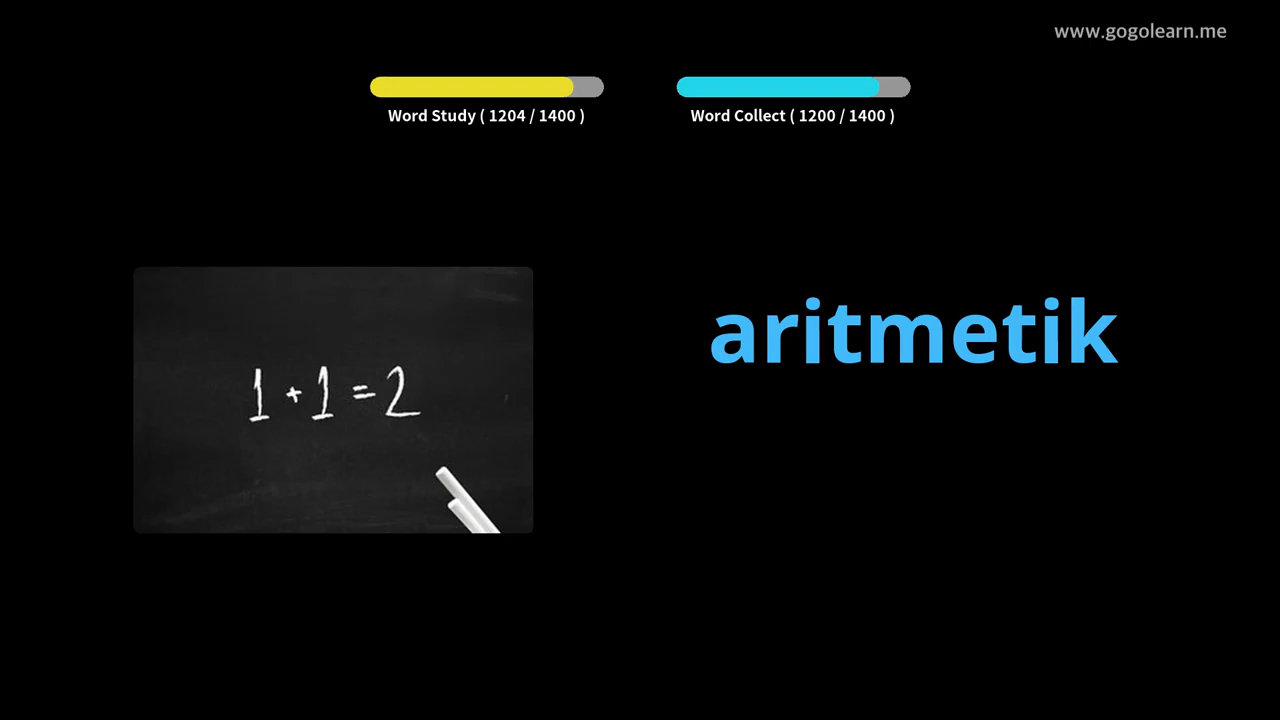 www.gogolearn.me
Word Study ( 1204 / 1400 )
Word Collect ( 1200 / 1400 )
aritmetik
1 + 1 = 2